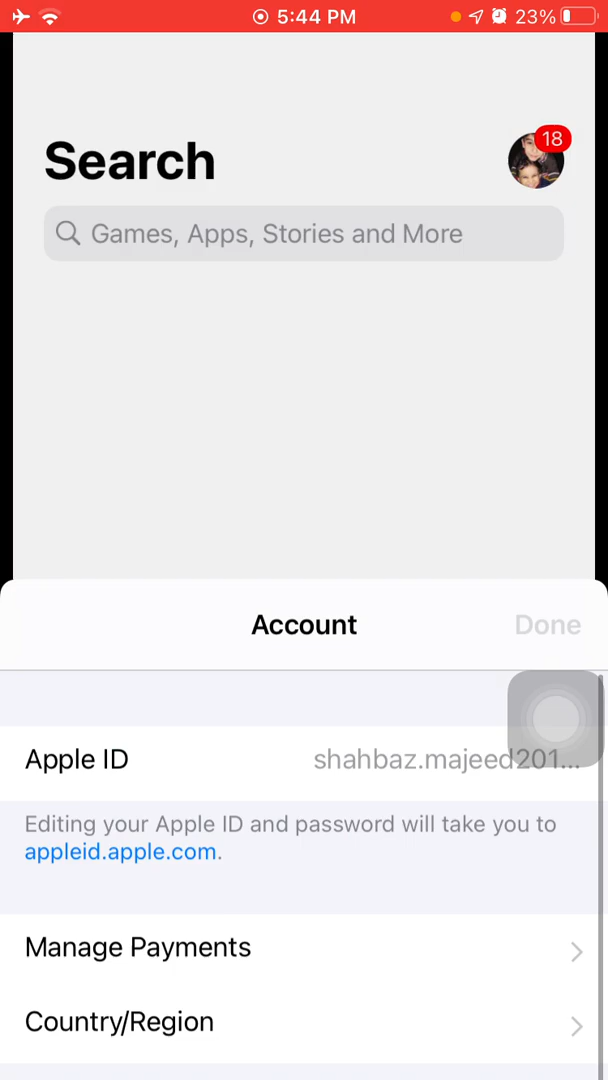 5:44 PM
23%
Search
18
Games, Apps, Stories and More
Account
Done
Apple ID
shahbaz.majeed201...
Editing your Apple ID and password will take you to
appleid.apple.com.
Manage Payments
Country/Region